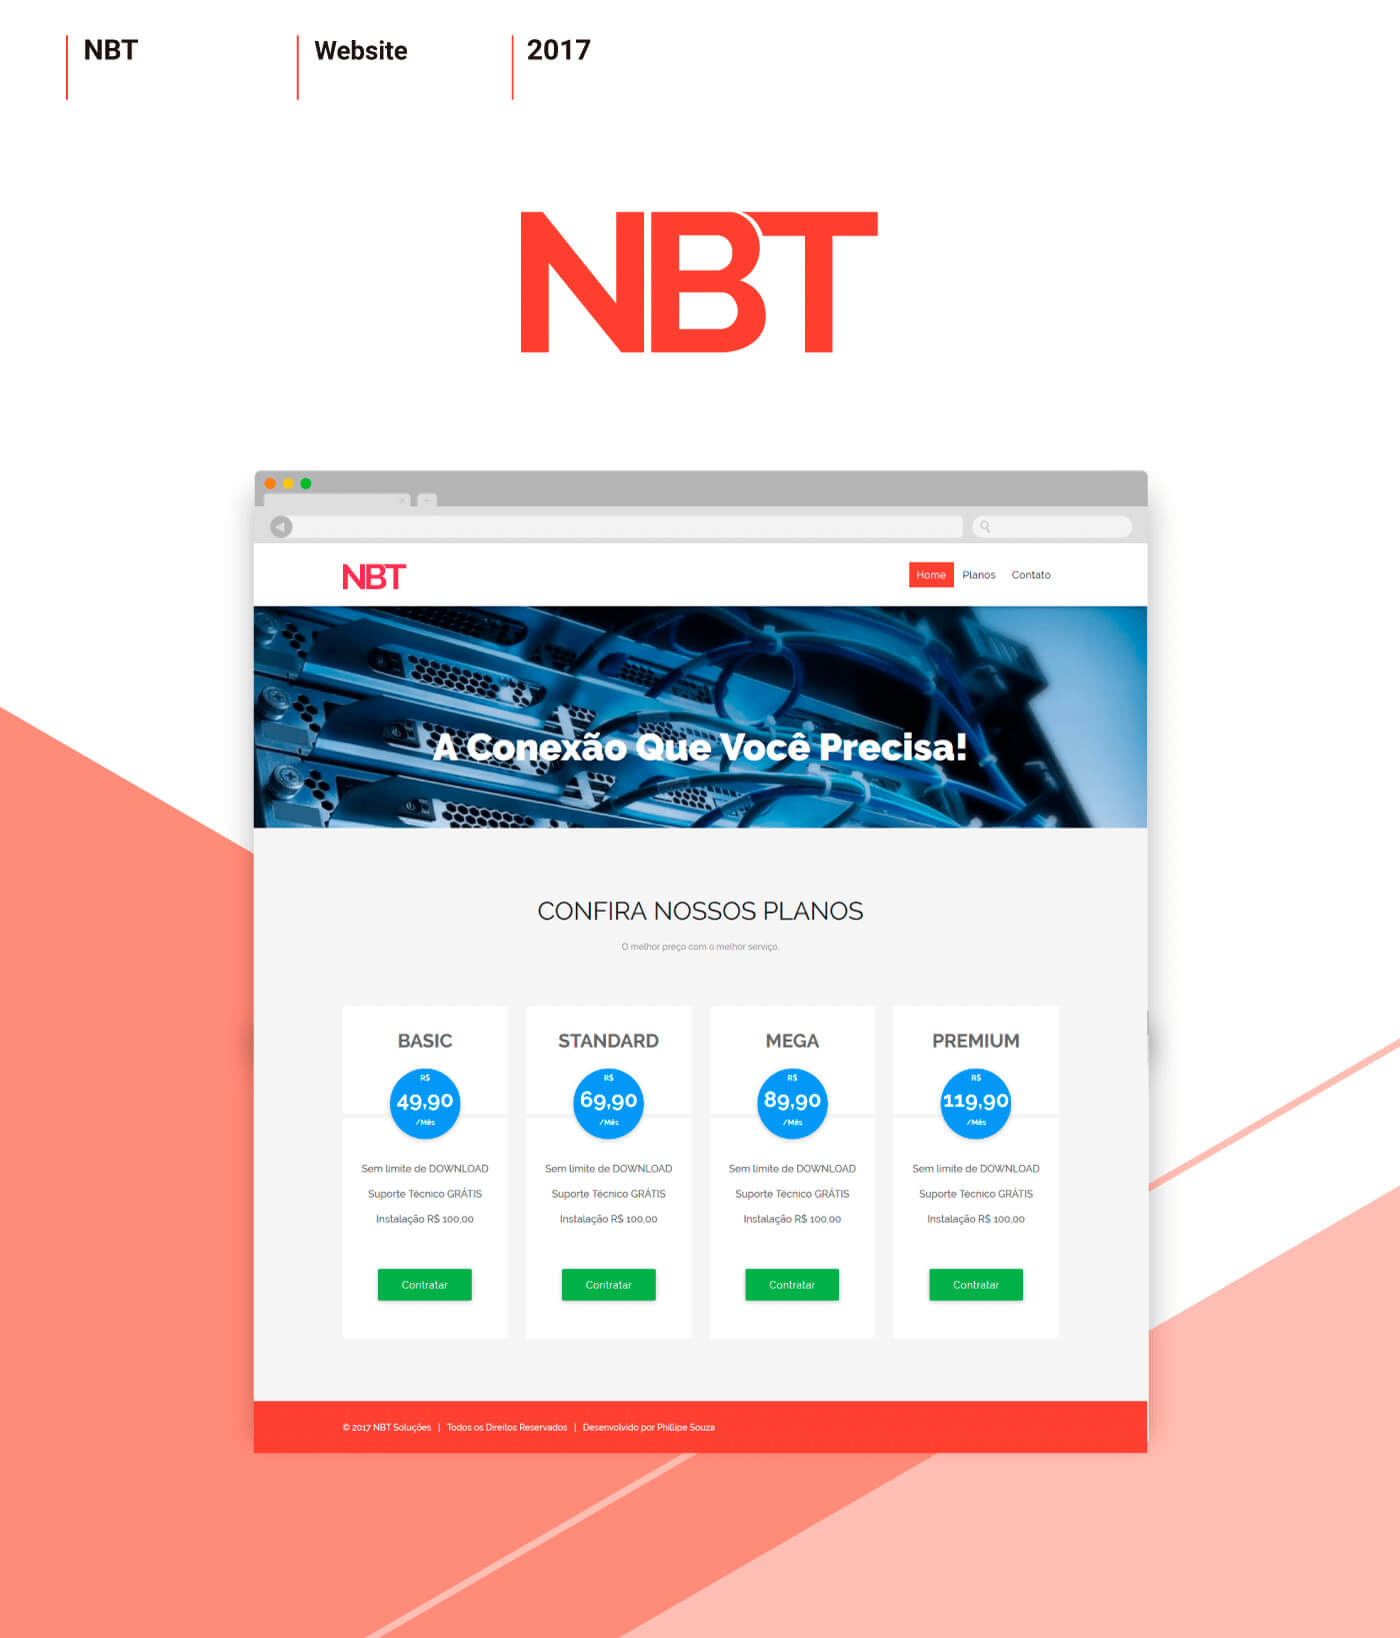 NBT
Website
2017
NBT
NBT
Home Planos Contato
A Conexão Que Você Precisa!
CONFIRA NOSSOS PLANOS
O melhor preço com o melhor serviço.
BASIC
R$
49,90
/Mês
Sem limite de DOWNLOAD
Suporte Técnico GRÁTIS
Instalação R$ 100,00
Contratar
STANDARD
R$
69,90
/Mês
Sem limite de DOWNLOAD
Suporte Técnico GRÁTIS
Instalação R$ 100,00
Contratar
MEGA
R$
89,90
/Mês
Sem limite de DOWNLOAD
Suporte Técnico GRÁTIS
Instalação R$ 100,00
Contratar
PREMIUM
R$
119,90
/Mês
Sem limite de DOWNLOAD
Suporte Técnico GRÁTIS
Instalação R$ 100,00
Contratar
© 2017 NBT Soluções | Todos os Direitos Reservados | Desenvolvido por Phillipe Souza